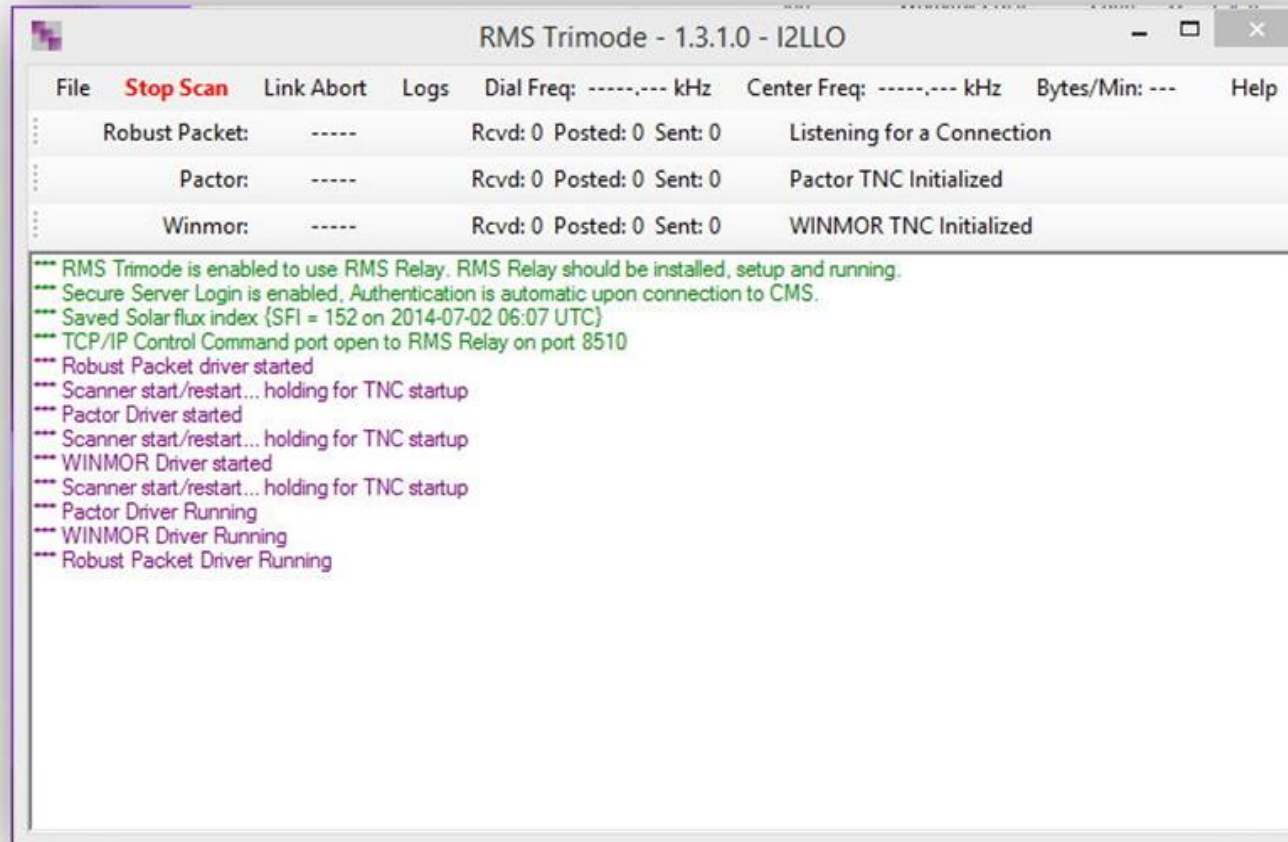 RMS Trimode - 1.3.1.0 - I2LLO
File Stop Scan Link Abort Logs Dial Freq: -----.--- kHz Center Freq: -----.--- kHz Bytes/Min: --- Help
Robust Packet: ----- Rcvd: 0 Posted: 0 Sent: 0 Listening for a Connection
Pactor: ----- Rcvd: 0 Posted: 0 Sent: 0 Pactor TNC Initialized
Winmor: ----- Rcvd: 0 Posted: 0 Sent: 0 WINMOR TNC Initialized
*** RMS Trimode is enabled to use RMS Relay. RMS Relay should be installed, setup and running.
*** Secure Server Login is enabled, Authentication is automatic upon connection to CMS.
*** Saved Solar flux index {SFI = 152 on 2014-07-02 06:07 UTC}
*** TCP/IP Control Command port open to RMS Relay on port 8510
*** Robust Packet driver started
*** Scanner start/restart... holding for TNC startup
*** Pactor Driver started
*** Scanner start/restart... holding for TNC startup
*** WINMOR Driver started
*** Scanner start/restart... holding for TNC startup
*** Pactor Driver Running
*** WINMOR Driver Running
*** Robust Packet Driver Running